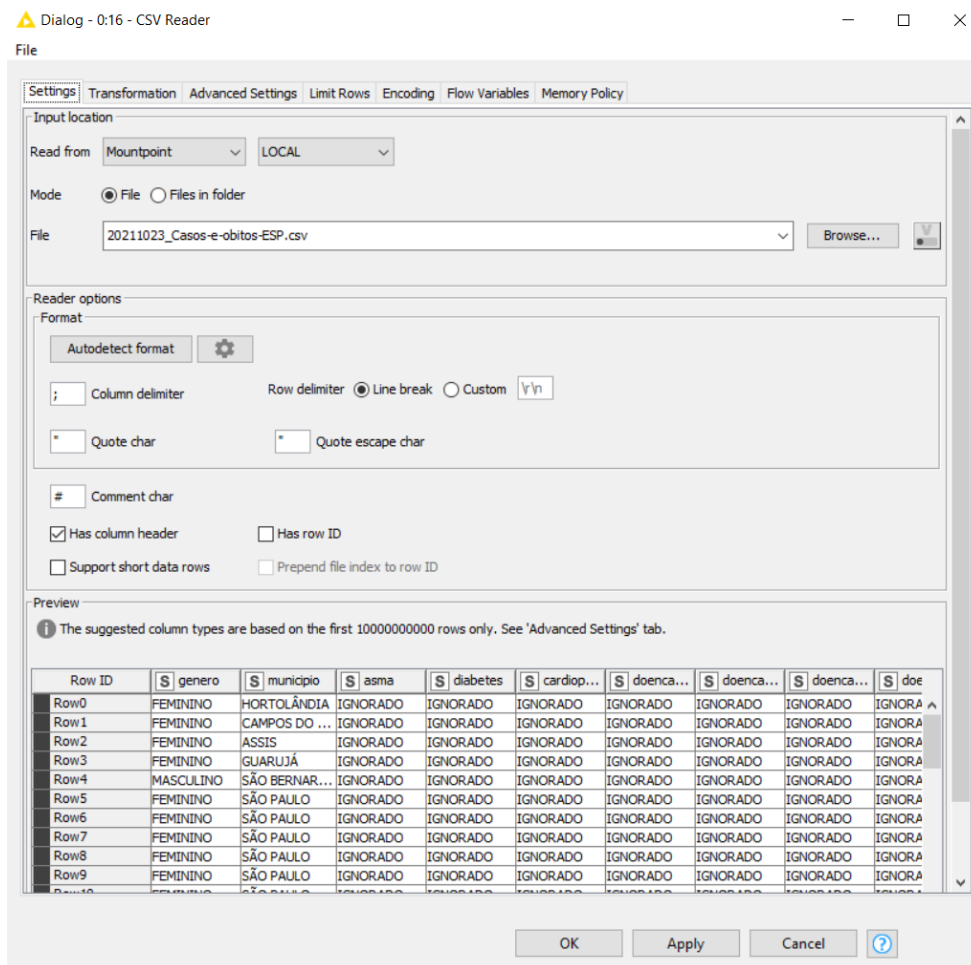 Dialog - 0:16 - CSV Reader
File
Settings Transformation Advanced Settings Limit Rows Encoding Flow Variables Memory Policy
Input location
Read from Mountpoint LOCAL
Mode File Files in folder
File 20211023_Casos-e-obitos-ESP.csv Browse... V
Reader options
Format
Autodetect format
; Column delimiter Row delimiter Line break Custom \r\n
" Quote char " Quote escape char
# Comment char
Has column header Has row ID
Support short data rows Prepend file index to row ID
Preview
i The suggested column types are based on the first 10000000000 rows only. See 'Advanced Settings' tab.
Row ID S genero S municipio S asma S diabetes S cardiop... S doenca... S doenca... S doenca... S doe
Row0 FEMININO HORTOLÂNDIA IGNORADO IGNORADO IGNORADO IGNORADO IGNORADO IGNORADO IGNORA
Row1 FEMININO CAMPOS DO ... IGNORADO IGNORADO IGNORADO IGNORADO IGNORADO IGNORADO IGNORA
Row2 FEMININO ASSIS IGNORADO IGNORADO IGNORADO IGNORADO IGNORADO IGNORADO IGNORA
Row3 FEMININO GUARUJÁ IGNORADO IGNORADO IGNORADO IGNORADO IGNORADO IGNORADO IGNORA
Row4 MASCULINO SÃO BERNAR... IGNORADO IGNORADO IGNORADO IGNORADO IGNORADO IGNORADO IGNORA
Row5 FEMININO SÃO PAULO IGNORADO IGNORADO IGNORADO IGNORADO IGNORADO IGNORADO IGNORA
Row6 FEMININO SÃO PAULO IGNORADO IGNORADO IGNORADO IGNORADO IGNORADO IGNORADO IGNORA
Row7 FEMININO SÃO PAULO IGNORADO IGNORADO IGNORADO IGNORADO IGNORADO IGNORADO IGNORA
Row8 FEMININO SÃO PAULO IGNORADO IGNORADO IGNORADO IGNORADO IGNORADO IGNORADO IGNORA
Row9 FEMININO SÃO PAULO IGNORADO IGNORADO IGNORADO IGNORADO IGNORADO IGNORADO IGNORA
OK Apply Cancel ?